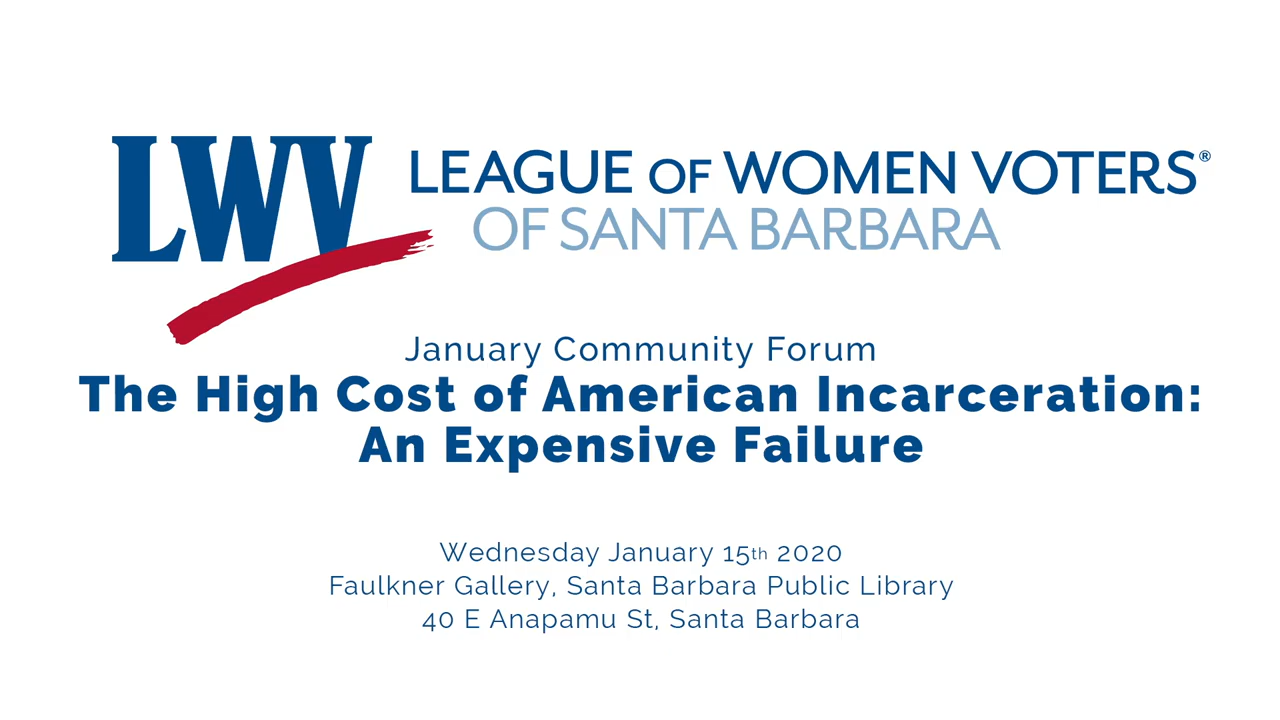 LWV LEAGUE OF WOMEN VOTERS®
OF SANTA BARBARA
January Community Forum
The High Cost of American Incarceration:
An Expensive Failure
Wednesday January 15th 2020
Faulkner Gallery, Santa Barbara Public Library
40 E Anapamu St, Santa Barbara